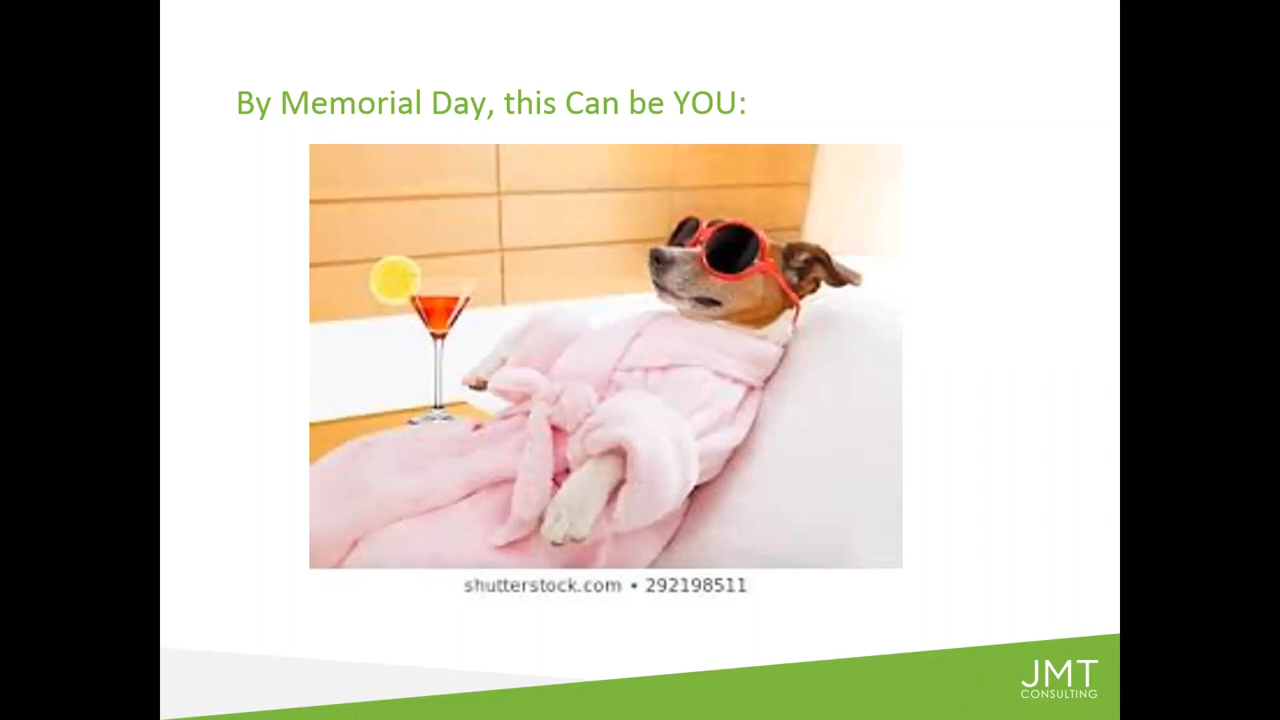 By Memorial Day, this Can be YOU:
shutterstock.com • 292198511
JMT
CONSULTING